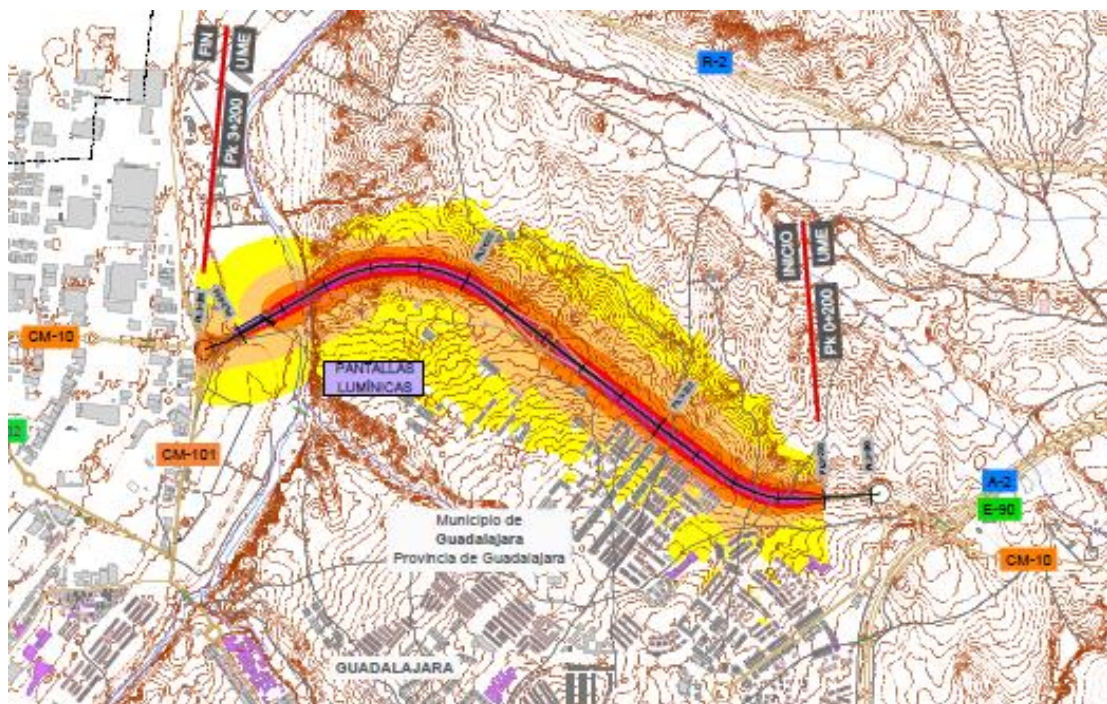 FIN
UME
Pk 3+200
R-2
INICIO
UME
Pk 0+200
CM-10
PANTALLAS
LUMÍNICAS
CM-101
A-2
E-90
CM-10
Municipio de
Guadalajara
Provincia de Guadalajara
GUADALAJARA